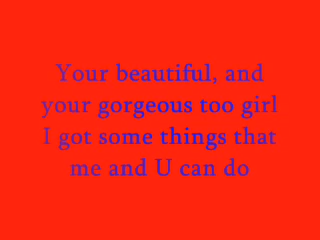 Your beautiful, and
your gorgeous too girl
I got some things that
me and U can do